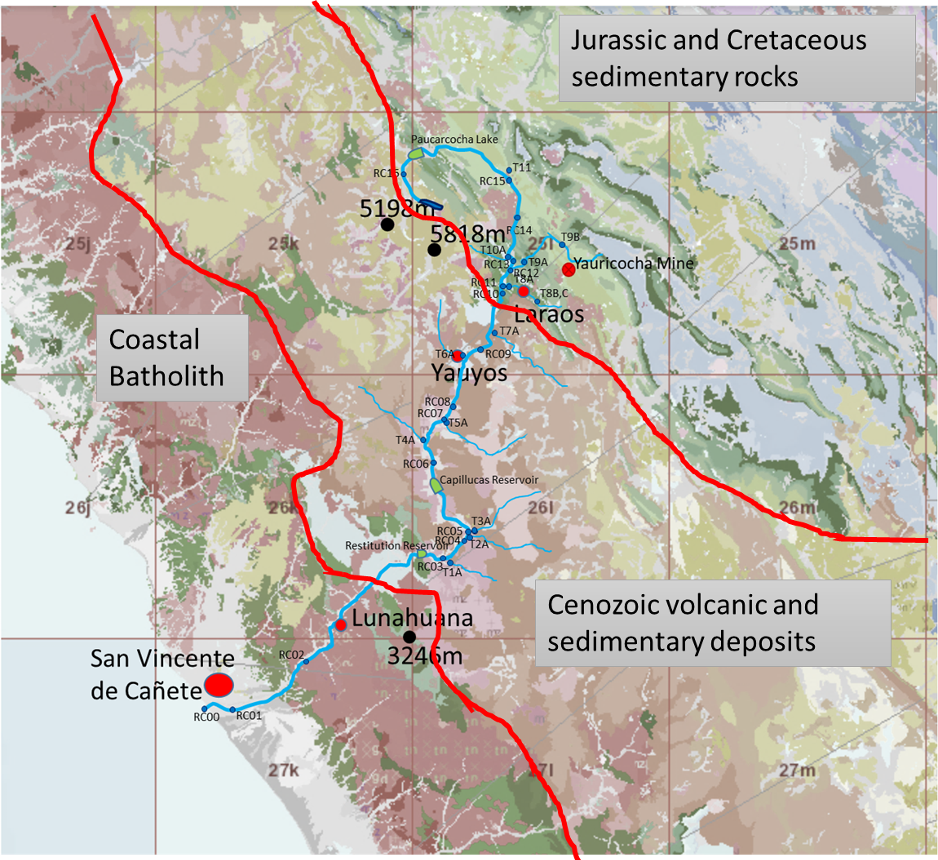 Jurassic and Cretaceous
sedimentary rocks
Paucarcocha Lake
T11
RC16
RC15
5198m
5818m
RC14
25j
25k
25l
25m
T9B
T10A
RC13
T9A
Yauricocha Mine
RC12
T8A
RC11
RC10
T8B,C
Laraos
Coastal
Batholith
T7A
T6A
RC09
Yauyos
RC08
RC07
T5A
T4A
RC06
Capillucas Reservoir
26j
26k
26l
26m
T3A
RC05
RC04
T2A
Restitution Reservoir
RC03
T1A
Cenozoic volcanic and
sedimentary deposits
Lunahuana
3246m
RC02
San Vincente
de Cañete
RC00
RC01
27k
27l
27m